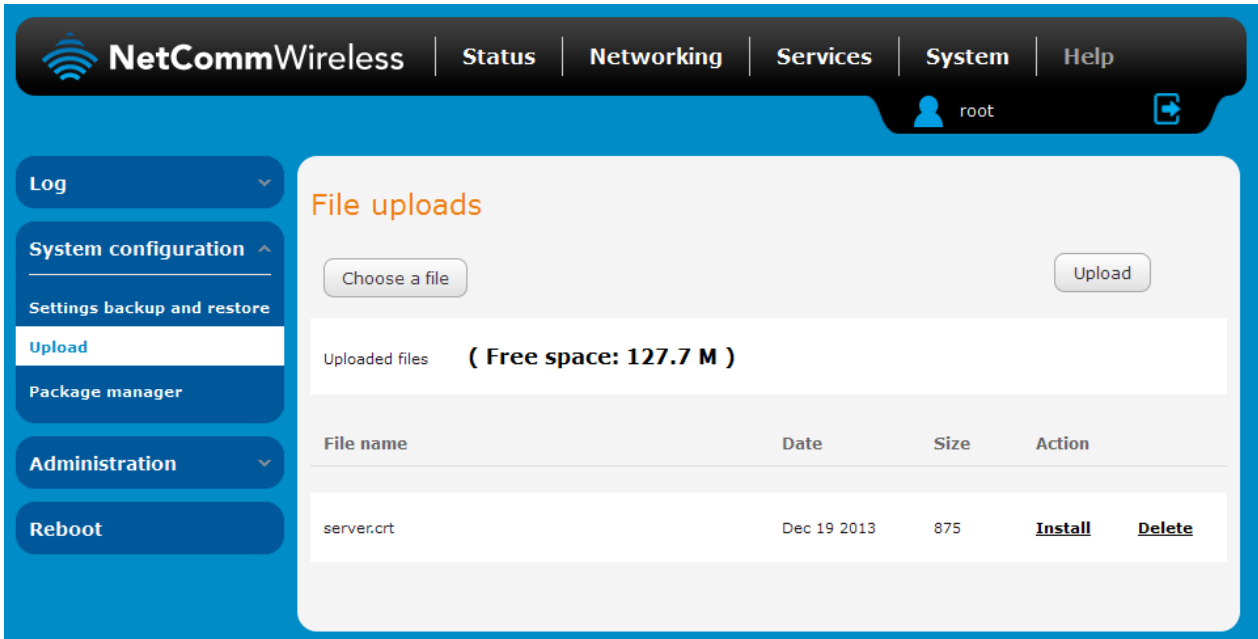 NetCommWireless Status Networking Services System Help
root
Log
System configuration
Settings backup and restore
Upload
Package manager
Administration
Reboot
File uploads
Choose a file Upload
Uploaded files ( Free space: 127.7 M )
File name Date Size Action
server.crt Dec 19 2013 875 Install Delete